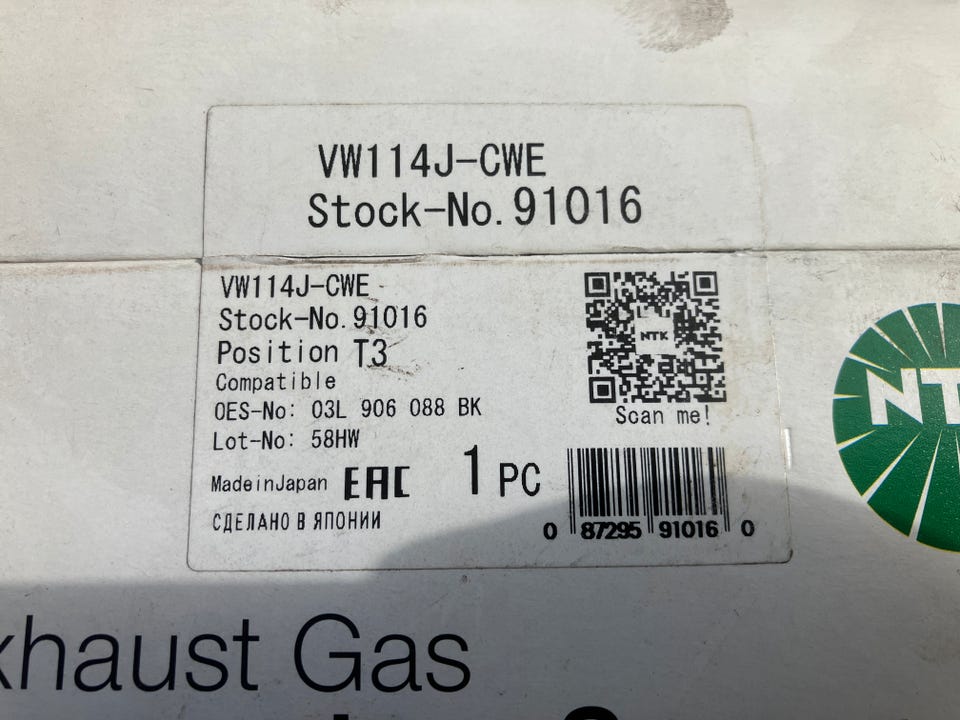 VW114J-CWE
Stock-No. 91016
VW114J-CWE
Stock-No. 91016
Position T3
Compatible
OES-No: 03L 906 088 BK
Lot-No: 58HW
MadeinJapan EAC 1 PC
СДЕЛАНО В ЯПОНИИ
NTK
Scan me!
0 87295 91016 0
NT
xhaust Gas